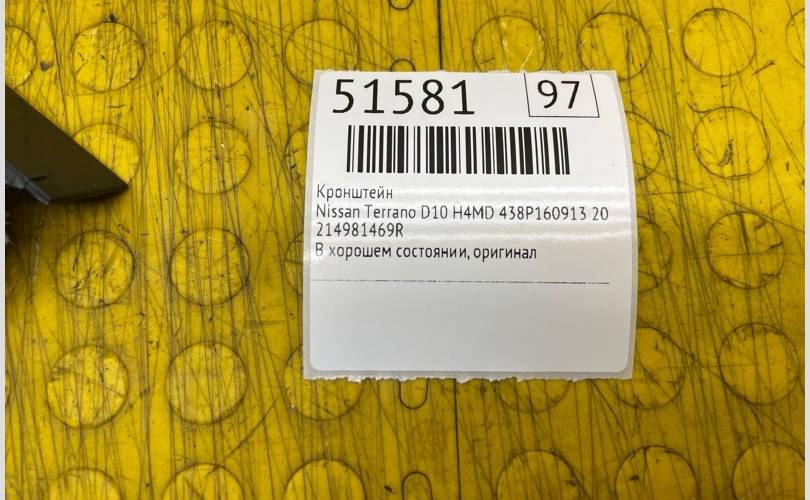 51581 97
Кронштейн
Nissan Terrano D10 H4MD 438P160913 20
214981469R
В хорошем состоянии, оригинал